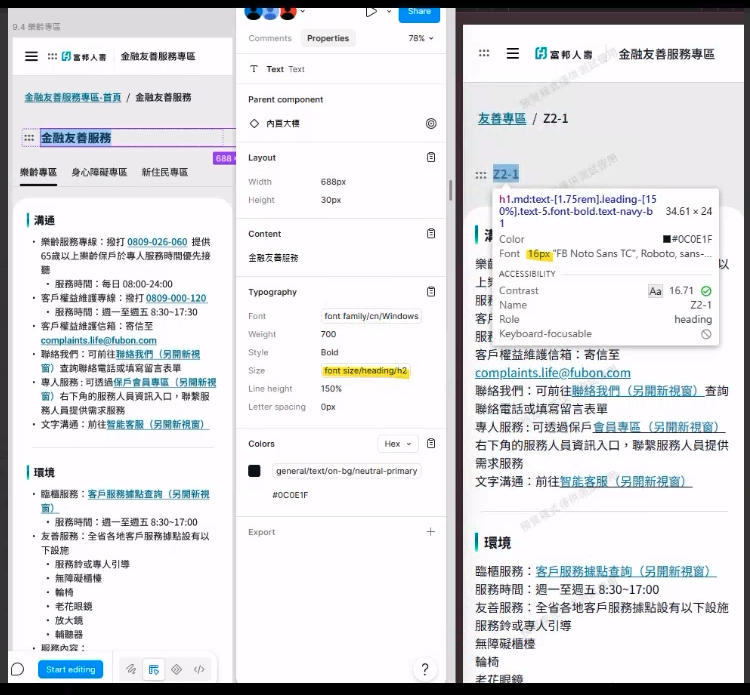 9.4 樂齡專區
富邦人壽 金融友善服務專區
金融友善服務專區-首頁 / 金融友善服務
金融友善服務
688
樂齡專區 身心障礙專區 新住民專區
溝通
• 樂齡服務專線：撥打 0809-026-060 提供
65歲以上樂齡保戶於專人服務時間優先接
聽
• 服務時間：每日 08:00-24:00
• 客戶權益維護專線：撥打 0809-000-120
• 服務時間：週一至週五 8:30~17:30
• 客戶權益維護信箱：寄信至
complaints.life@fubon.com
• 聯絡我們：可前往聯絡我們（另開新視
窗）查詢聯絡電話或填寫留言表單
• 專人服務：可透過保戶會員專區（另開新視
窗）右下角的服務人員資訊入口，聯繫服
務人員提供需求服務
• 文字溝通：前往智能客服（另開新視窗）
環境
• 臨櫃服務：客戶服務據點查詢（另開新視
窗）
• 服務時間：週一至週五 8:30~17:00
• 友善服務：全省各地客戶服務據點設有以
下設施
• 服務鈴或專人引導
• 無障礙櫃檯
• 輪椅
• 老花眼鏡
• 放大鏡
• 輔聽器
• 服務內容：
Start editing
Share
Comments Properties 78%
T Text Text
Parent component
內頁大標
Layout
Width 688px
Height 30px
Content
金融友善服務
Typography
Font font family/cn/Windows
Weight 700
Style Bold
Size font size/heading/h2
Line height 150%
Letter spacing 0px
Colors Hex
general/text/on-bg/neutral-primary
#0C0E1F
Export +
?
富邦人壽 金融友善服務專區
友善專區 / Z2-1
Z2-1
h1.md:text-[1.75rem].leading-[15
0%].text-5.font-bold.text-navy-b
1 34.61 × 24
Color #0C0E1F
Font 16px "FB Noto Sans TC", Roboto, sans-...
ACCESSIBILITY
Contrast Aa 16.71
Name Z2-1
Role heading
Keyboard-focusable
客戶權益維護信箱：寄信至
complaints.life@fubon.com
聯絡我們：可前往聯絡我們（另開新視窗）查詢
聯絡電話或填寫留言表單
專人服務：可透過保戶會員專區（另開新視窗）
右下角的服務人員資訊入口，聯繫服務人員提供
需求服務
文字溝通：前往智能客服（另開新視窗）
環境
臨櫃服務：客戶服務據點查詢（另開新視窗）
服務時間：週一至週五 8:30~17:00
友善服務：全省各地客戶服務據點設有以下設施
服務鈴或專人引導
無障礙櫃檯
輪椅
老花眼鏡